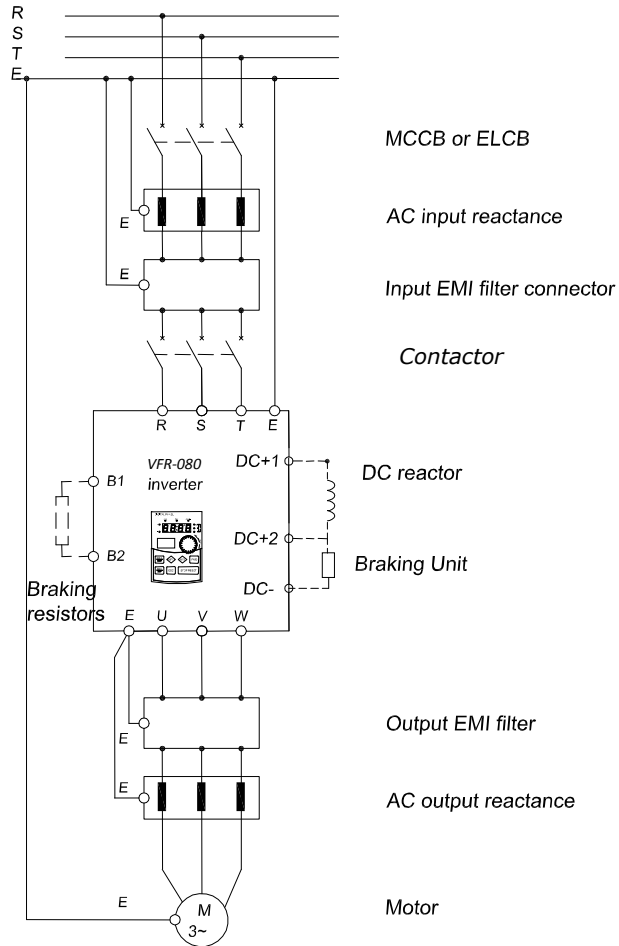 R
S
T
E
MCCB or ELCB
AC input reactance
E
E
Input EMI filter connector
Contactor
R S T E
VFR-080
inverter
DC+1
DC reactor
B1
DC+2
B2
Braking Unit
Braking
resistors
DC-
E U V W
Output EMI filter
E
E
AC output reactance
E
M
3~
Motor